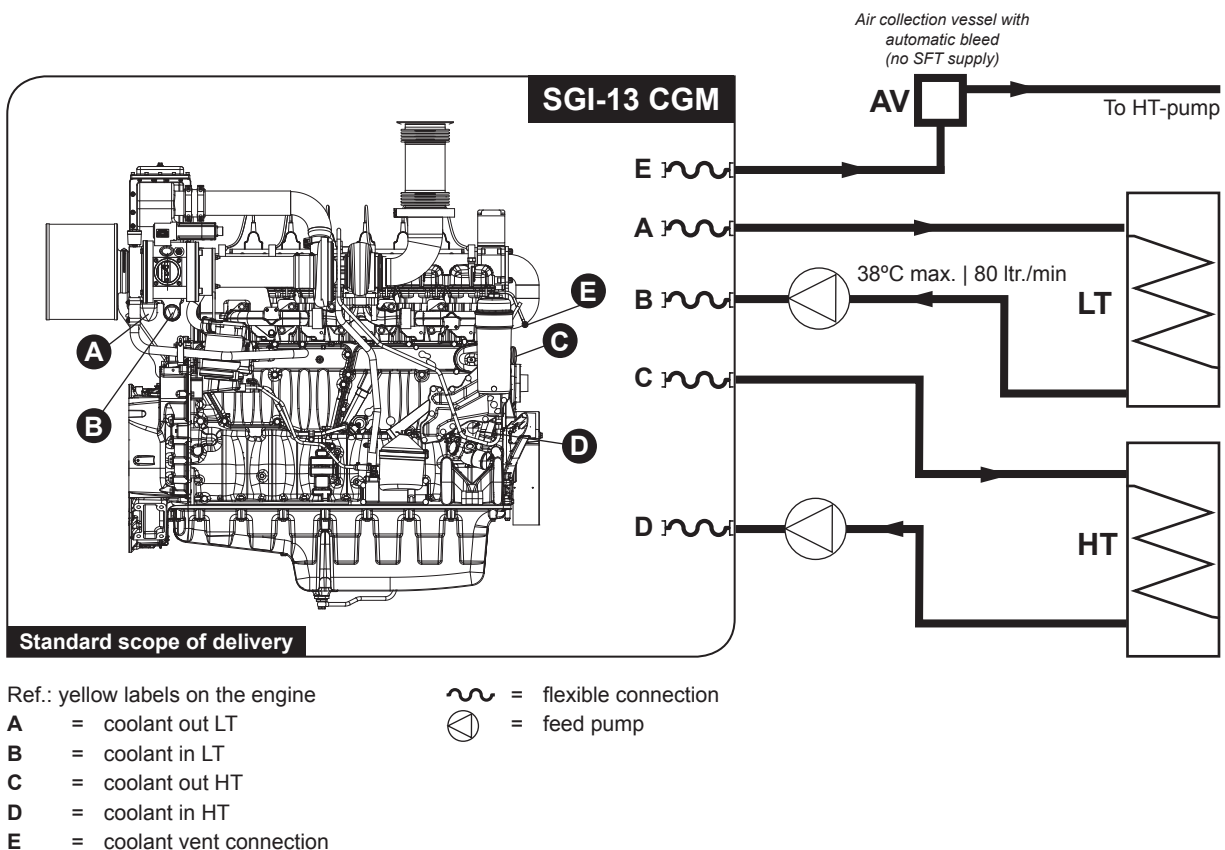 Air collection vessel with
automatic bleed
(no SFT supply)
SGI-13 CGM
AV
To HT-pump
E
A
38ºC max. | 80 ltr./min
B
LT
C
D
HT
E
C
A
B
D
Standard scope of delivery
Ref.: yellow labels on the engine
A = coolant out LT
B = coolant in LT
C = coolant out HT
D = coolant in HT
E = coolant vent connection
= flexible connection
= feed pump